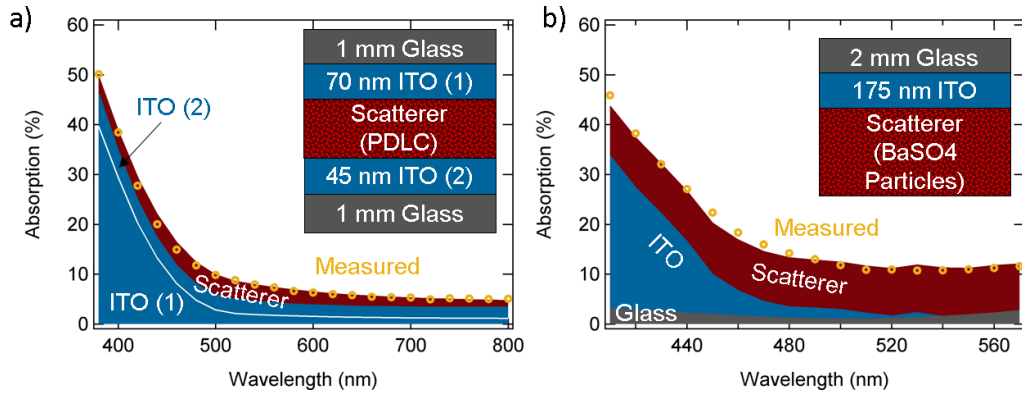 a)
Absorption (%)
60
50
40
30
20
10
0
400
500
600
700
800
Wavelength (nm)
ITO (2)
ITO (1)
Scatterer
Measured
1 mm Glass
70 nm ITO (1)
Scatterer
(PDLC)
45 nm ITO (2)
1 mm Glass
b)
Absorption (%)
60
50
40
30
20
10
0
440
480
520
560
Wavelength (nm)
ITO
Glass
Measured
Scatterer
2 mm Glass
175 nm ITO
Scatterer
(BaSO4
Particles)